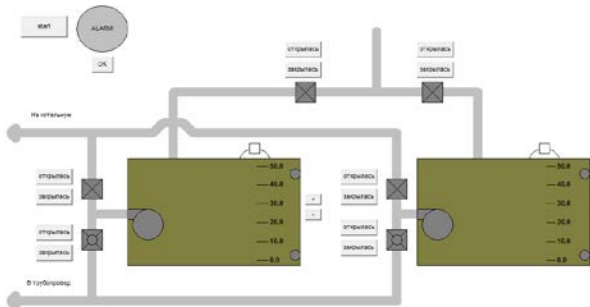 start
ALARM!
OK
открылась
закрылась
открылась
закрылась
На котельную
открылась
закрылась
открылась
закрылась
50.0
40.0
30.0
20.0
10.0
0.0
открылась
закрылась
открылась
закрылась
50.0
40.0
30.0
20.0
10.0
0.0
В трубопровод